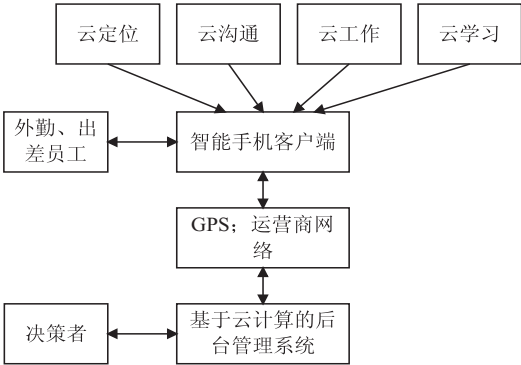 云定位
云沟通
云工作
云学习
外勤、出
差员工
智能手机客户端
GPS；运营商网
络
决策者
基于云计算的后
台管理系统